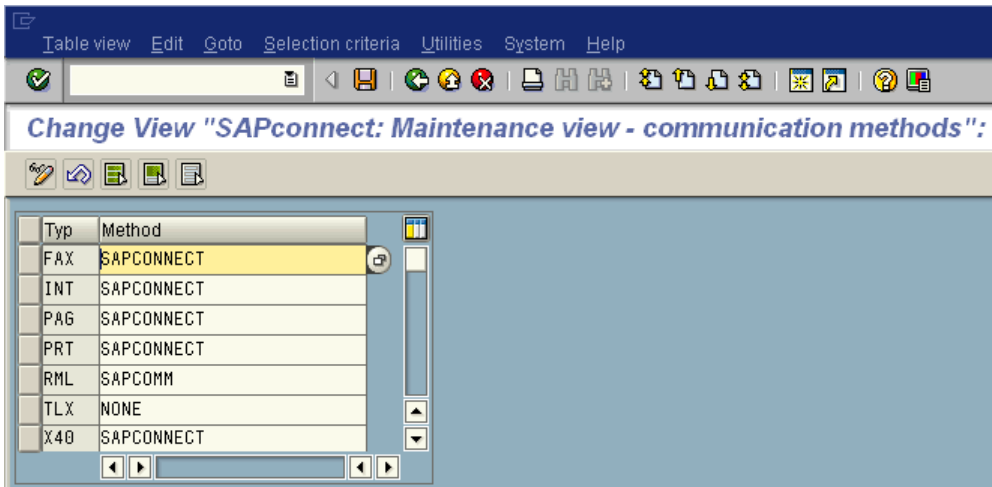 Table view Edit Goto Selection criteria Utilities System Help
Change View "SAPconnect: Maintenance view - communication methods":
Typ Method
FAX SAPCONNECT
INT SAPCONNECT
PAG SAPCONNECT
PRT SAPCONNECT
RML SAPCOMM
TLX NONE
X40 SAPCONNECT